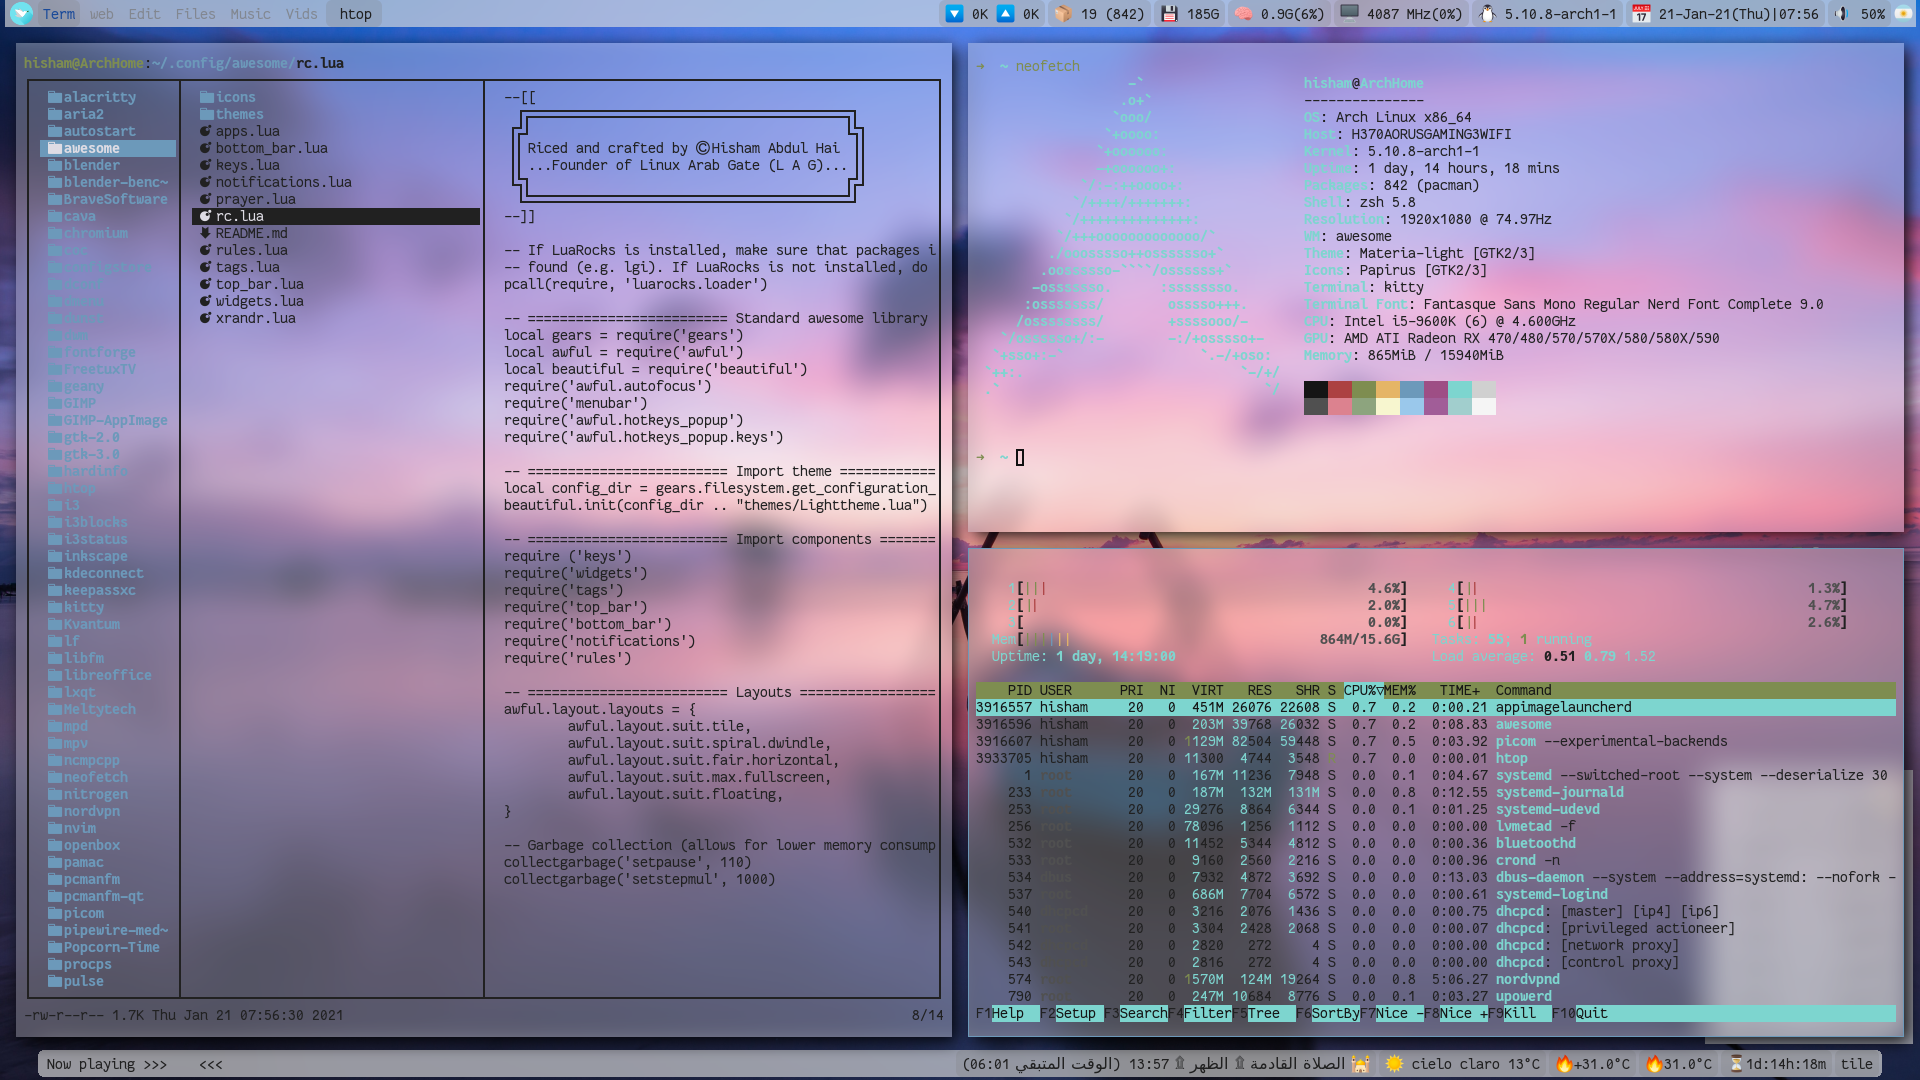 Term web Edit Files Music Vids htop
0K 0K 19 (842) 185G 0.9G(6%) 4087 MHz(0%) 5.10.8-arch1-1 21-Jan-21(Thu)|07:56 50%
hisham@ArchHome:~/.config/awesome/rc.lua
alacritty
aria2
autostart
awesome
blender
blender-benc~
BraveSoftware
cava
chromium
fontforge
FreetuxTV
geany
GIMP
GIMP-AppImage
gtk-2.0
gtk-3.0
hardinfo
htop
i3
i3blocks
i3status
inkscape
kdeconnect
keepassxc
kitty
Kvantum
lf
libfm
libreoffice
lxqt
Meltytech
mpd
mpv
ncmpcpp
neofetch
nitrogen
nordvpn
nvim
openbox
pamac
pcmanfm
pcmanfm-qt
picom
pipewire-med~
Popcorn-Time
procps
pulse
icons
themes
apps.lua
bottom_bar.lua
keys.lua
notifications.lua
prayer.lua
rc.lua
README.md
rules.lua
tags.lua
top_bar.lua
widgets.lua
xrandr.lua
--[[
Riced and crafted by ©Hisham Abdul Hai
...Founder of Linux Arab Gate (L A G)...
--]]
-- If LuaRocks is installed, make sure that packages i
-- found (e.g. lgi). If LuaRocks is not installed, do
pcall(require, 'luarocks.loader')
-- ========================= Standard awesome library
local gears = require('gears')
local awful = require('awful')
local beautiful = require('beautiful')
require('awful.autofocus')
require('menubar')
require('awful.hotkeys_popup')
require('awful.hotkeys_popup.keys')
-- ========================= Import theme ============
local config_dir = gears.filesystem.get_configuration_
beautiful.init(config_dir .. "themes/Lighttheme.lua")
-- ========================= Import components =======
require ('keys')
require('widgets')
require('tags')
require('top_bar')
require('bottom_bar')
require('notifications')
require('rules')
-- ========================= Layouts =================
awful.layout.layouts = {
awful.layout.suit.tile,
awful.layout.suit.spiral.dwindle,
awful.layout.suit.fair.horizontal,
awful.layout.suit.max.fullscreen,
awful.layout.suit.floating,
}
-- Garbage collection (allows for lower memory consump
collectgarbage('setpause', 110)
collectgarbage('setstepmul', 1000)
-rw-r--r-- 1.7K Thu Jan 21 07:56:30 2021 8/14
➜ ~ neofetch
hisham@ArchHome
---------------
OS: Arch Linux x86_64
Host: H370AORUSGAMING3WIFI
Kernel: 5.10.8-arch1-1
Uptime: 1 day, 14 hours, 18 mins
Packages: 842 (pacman)
Shell: zsh 5.8
Resolution: 1920x1080 @ 74.97Hz
WM: awesome
Theme: Materia-light [GTK2/3]
Icons: Papirus [GTK2/3]
Terminal: kitty
Terminal Font: Fantasque Sans Mono Regular Nerd Font Complete 9.0
CPU: Intel i5-9600K (6) @ 4.600GHz
GPU: AMD ATI Radeon RX 470/480/570/570X/580/580X/590
Memory: 865MiB / 15940MiB
➜ ~
1[||| 4.6%] 4[|| 1.3%]
[|| 2.0%] [||| 4.7%]
[ 0.0%] [|| 2.6%]
Mem[|||||| 864M/15.6G] Tasks: 55; 1 running
Uptime: 1 day, 14:19:00 Load average: 0.51 0.79 1.52
PID USER PRI NI VIRT RES SHR S CPU%▽MEM% TIME+ Command
3916557 hisham 20 0 451M 26076 22608 S 0.7 0.2 0:00.21 appimagelauncherd
3916596 hisham 20 0 203M 39768 26032 S 0.7 0.2 0:08.83 awesome
3916607 hisham 20 0 1129M 82504 59448 S 0.7 0.5 0:03.92 picom --experimental-backends
3933705 hisham 20 0 11300 4744 3548 0.7 0.0 0:00.01 htop
1 root 20 0 167M 11236 7948 S 0.0 0.1 0:04.67 systemd --switched-root --system --deserialize 30
233 root 20 0 187M 132M 131M S 0.0 0.8 0:12.55 systemd-journald
253 20 0 29276 8864 6344 S 0.0 0.1 0:01.25 systemd-udevd
256 root 20 0 78096 1256 1112 S 0.0 0.0 0:00.00 lvmetad -f
532 root 20 0 11452 5344 4812 S 0.0 0.0 0:00.36 bluetoothd
533 root 20 0 9160 2560 2216 S 0.0 0.0 0:00.96 crond -n
534 dbus 20 0 7932 4872 3692 S 0.0 0.0 0:13.03 dbus-daemon --system --address=systemd: --nofork -
537 root 20 0 686M 7704 6572 S 0.0 0.0 0:00.61 systemd-logind
540 dhcpcd 20 0 3216 2076 1436 S 0.0 0.0 0:00.75 dhcpcd: [master] [ip4] [ip6]
541 20 0 3304 2428 2068 S 0.0 0.0 0:00.07 dhcpcd: [privileged actioneer]
542 20 0 2820 272 4 S 0.0 0.0 0:00.00 dhcpcd: [network proxy]
543 20 0 2816 272 4 S 0.0 0.0 0:00.00 dhcpcd: [control proxy]
574 root 20 0 1570M 124M 19264 S 0.0 0.8 5:06.27 nordvpnd
790 root 20 0 247M 10684 8776 S 0.0 0.1 0:03.27 upowerd
F1Help F2Setup F3SearchF4FilterF5Tree F6SortByF7Nice -F8Nice +F9Kill F10Quit
Now playing >>> <<<
الصلاة القادمة ۩ الظهر ۩ 13:57 (الوقت المتبقي 06:01) cielo claro 13°C +31.0°C 31.0°C 1d:14h:18m tile